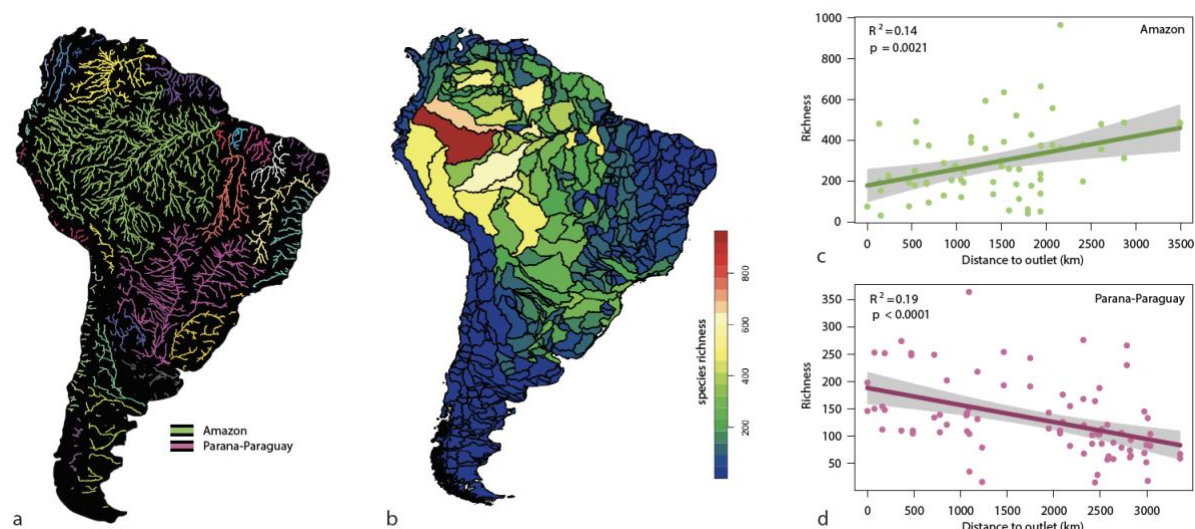 a
Amazon
Parana-Paraguay
b
species richness
200
400
600
800
R² = 0.14
p = 0.0021
Amazon
Richness
1000
800
600
400
200
0
0 500 1000 1500 2000 2500 3000 3500
Distance to outlet (km)
c
R² = 0.19
p < 0.0001
Parana-Paraguay
Richness
350
300
250
200
150
100
50
0 500 1000 1500 2000 2500 3000
Distance to outlet (km)
d